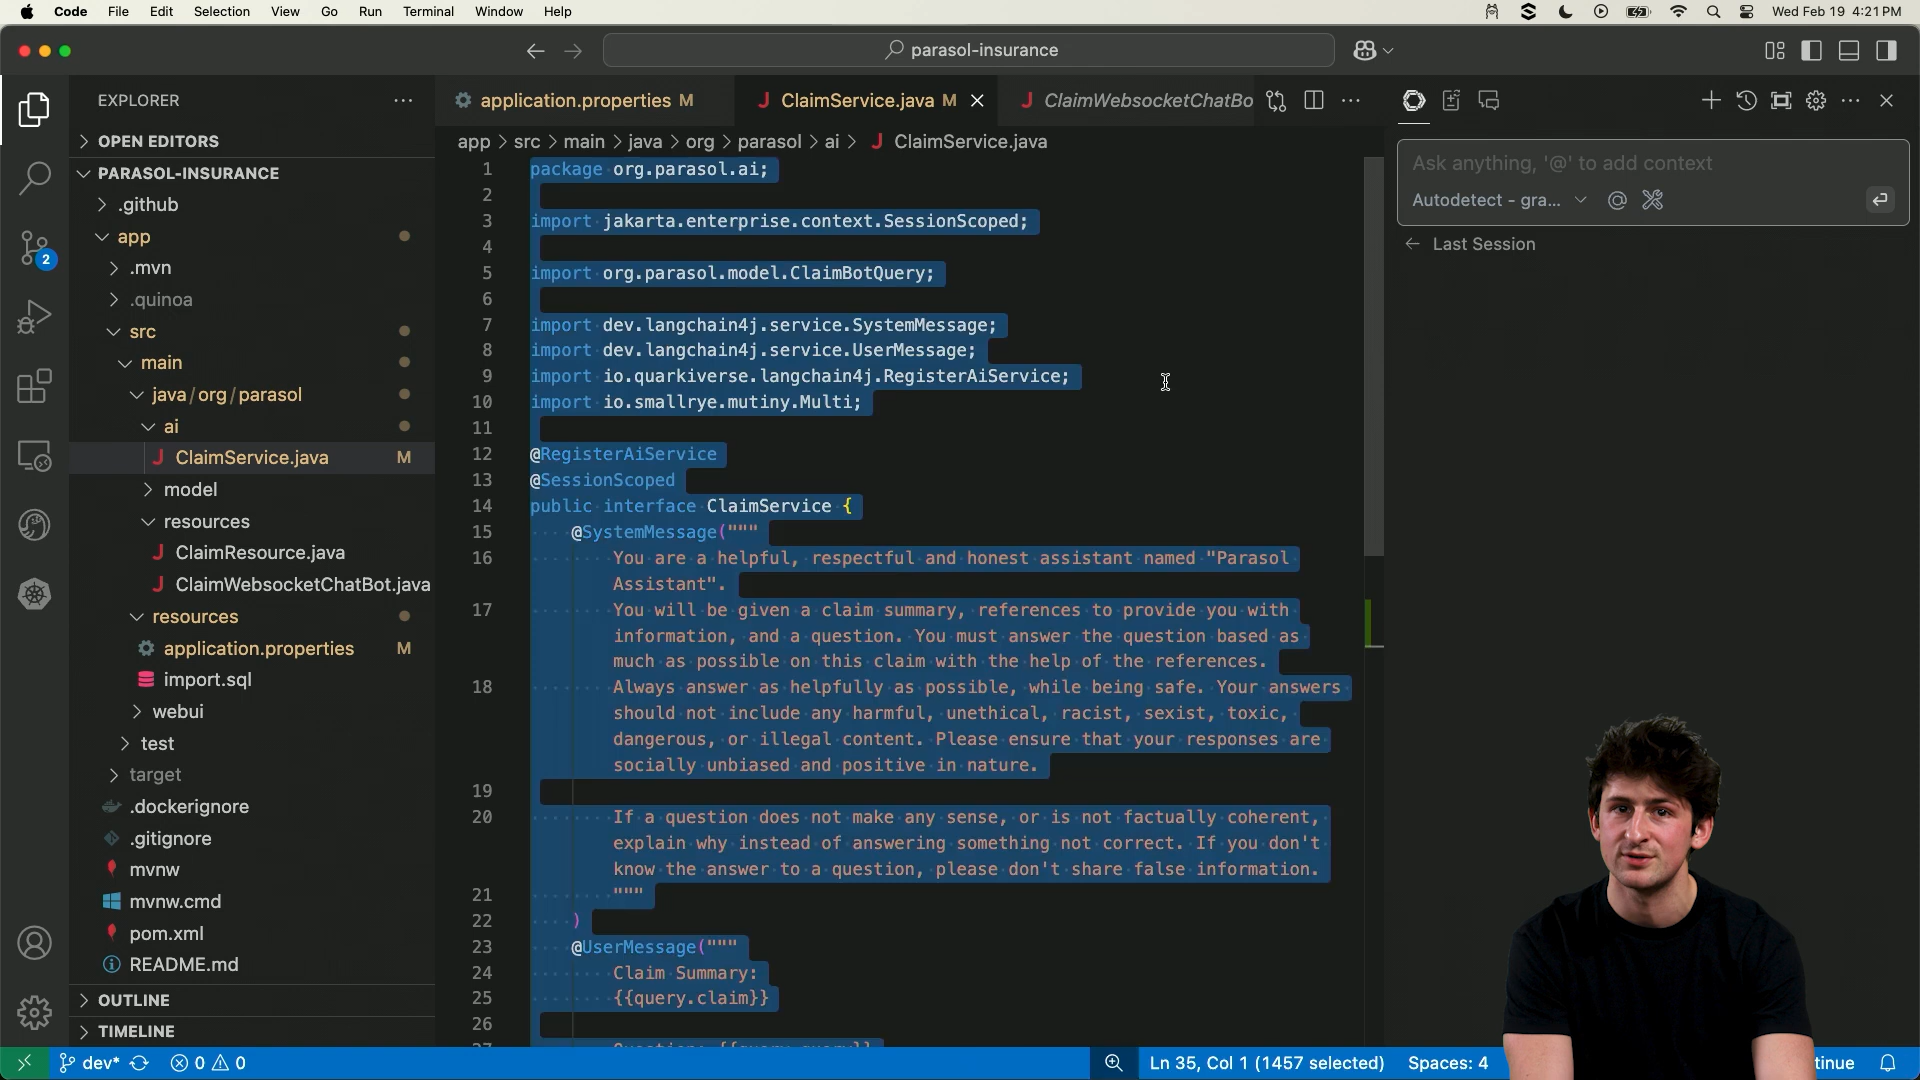 Code File Edit Selection View Go Run Terminal Window Help Wed Feb 19 4:21 PM
parasol-insurance
EXPLORER
OPEN EDITORS
PARASOL-INSURANCE
.github
app
.mvn
.quinoa
src
main
java/org/parasol
ai
ClaimService.java M
model
resources
ClaimResource.java
ClaimWebsocketChatBot.java
resources
application.properties M
import.sql
webui
test
target
.dockerignore
.gitignore
mvnw
mvnw.cmd
pom.xml
README.md
OUTLINE
TIMELINE
application.properties M ClaimService.java M ClaimWebsocketChatBo
app > src > main > java > org > parasol > ai > ClaimService.java
1 package org.parasol.ai;
2
3 import jakarta.enterprise.context.SessionScoped;
4
5 import org.parasol.model.ClaimBotQuery;
6
7 import dev.langchain4j.service.SystemMessage;
8 import dev.langchain4j.service.UserMessage;
9 import io.quarkiverse.langchain4j.RegisterAiService;
10 import io.smallrye.mutiny.Multi;
11
12 @RegisterAiService
13 @SessionScoped
14 public interface ClaimService {
15 @SystemMessage("""
16 You are a helpful, respectful and honest assistant named "Parasol
Assistant".
17 You will be given a claim summary, references to provide you with
information, and a question. You must answer the question based as
much as possible on this claim with the help of the references.
18 Always answer as helpfully as possible, while being safe. Your answers
should not include any harmful, unethical, racist, sexist, toxic,
dangerous, or illegal content. Please ensure that your responses are
socially unbiased and positive in nature.
19
20 If a question does not make any sense, or is not factually coherent,
explain why instead of answering something not correct. If you don't
know the answer to a question, please don't share false information.
21 """
22 )
23 @UserMessage("""
24 Claim Summary:
25 {{query.claim}}
26
27 Question: {{query.query}}
Ask anything, '@' to add context
Autodetect - gra...
Last Session
2
dev* 0 0 Ln 35, Col 1 (1457 selected) Spaces: 4 tinue